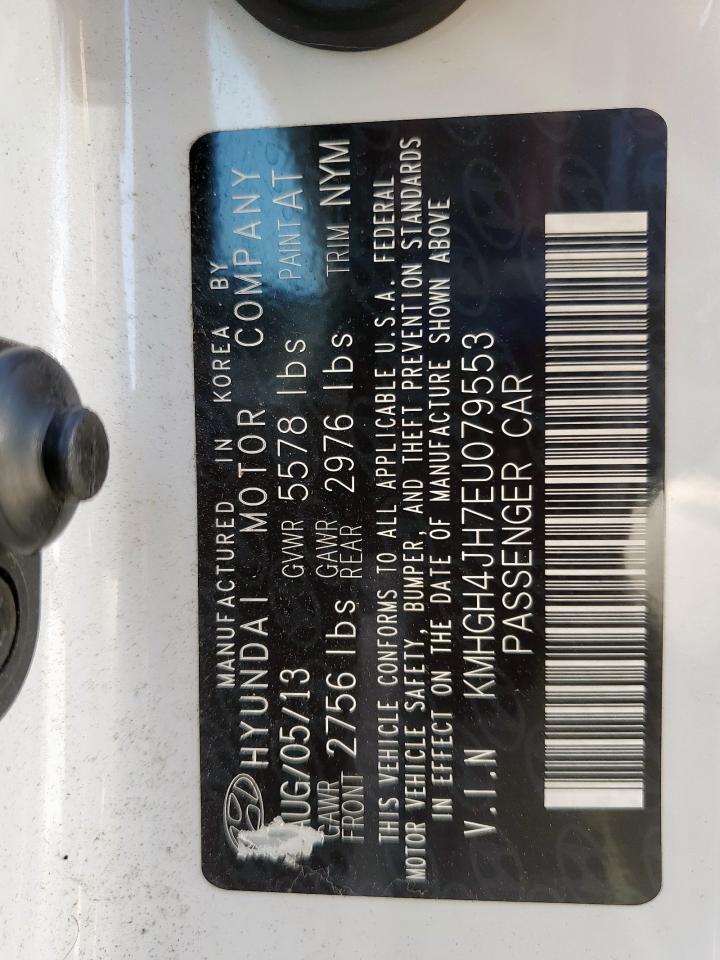 MANUFACTURED IN KOREA BY
HYUNDAI MOTOR COMPANY
AUG/05/13 GVWR 5578 lbs PAINT AT
GAWR FRONT 2756 lbs GAWR REAR 2976 lbs TRIM NYM
THIS VEHICLE CONFORMS TO ALL APPLICABLE U.S.A. FEDERAL
MOTOR VEHICLE SAFETY, BUMPER, AND THEFT PREVENTION STANDARDS
IN EFFECT ON THE DATE OF MANUFACTURE SHOWN ABOVE
V.I.N KMHGH4JH7EU079553
PASSENGER CAR